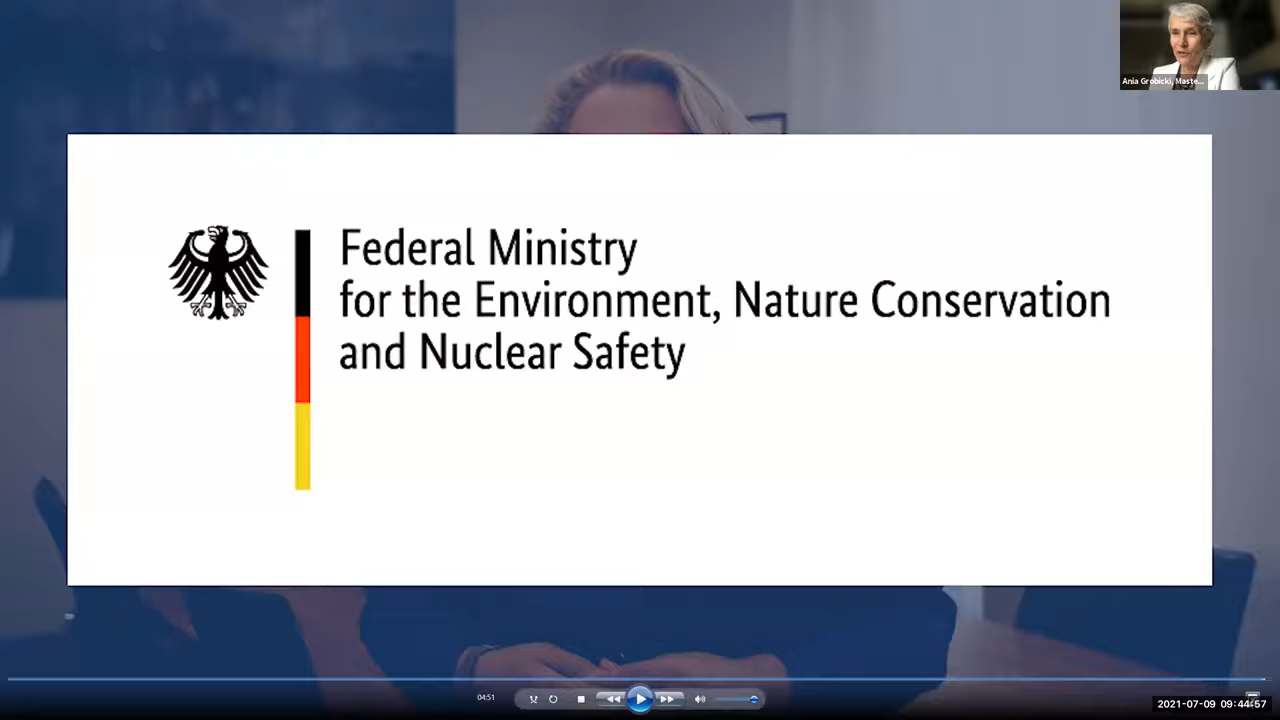 Ania Grobicki, Maste...
Federal Ministry
for the Environment, Nature Conservation
and Nuclear Safety
04:51
2021-07-09 09:44:57